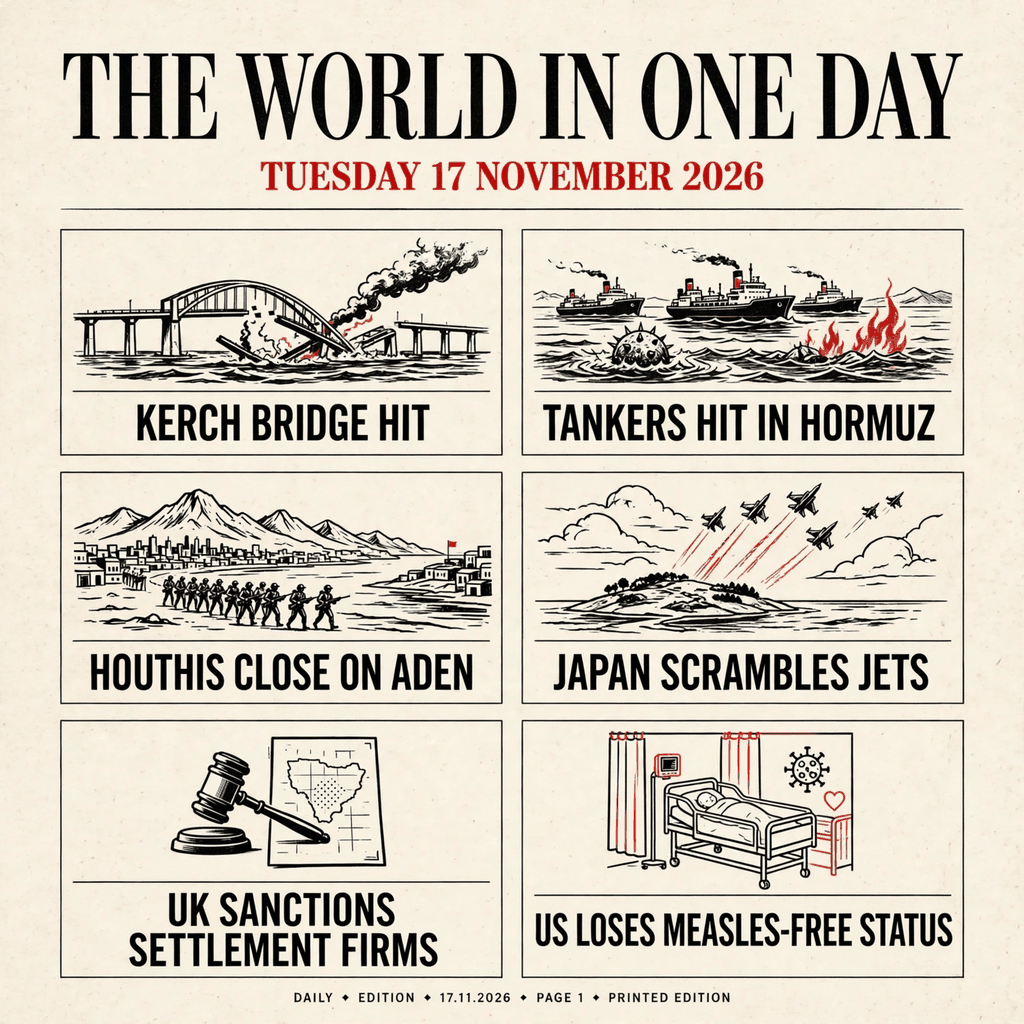 THE WORLD IN ONE DAY
TUESDAY 17 NOVEMBER 2026
KERCH BRIDGE HIT
TANKERS HIT IN HORMUZ
HOUTHIS CLOSE ON ADEN
JAPAN SCRAMBLES JETS
UK SANCTIONS
SETTLEMENT FIRMS
US LOSES MEASLES-FREE STATUS
DAILY ◆ EDITION ◆ 17.11.2026 ◆ PAGE 1 ◆ PRINTED EDITION